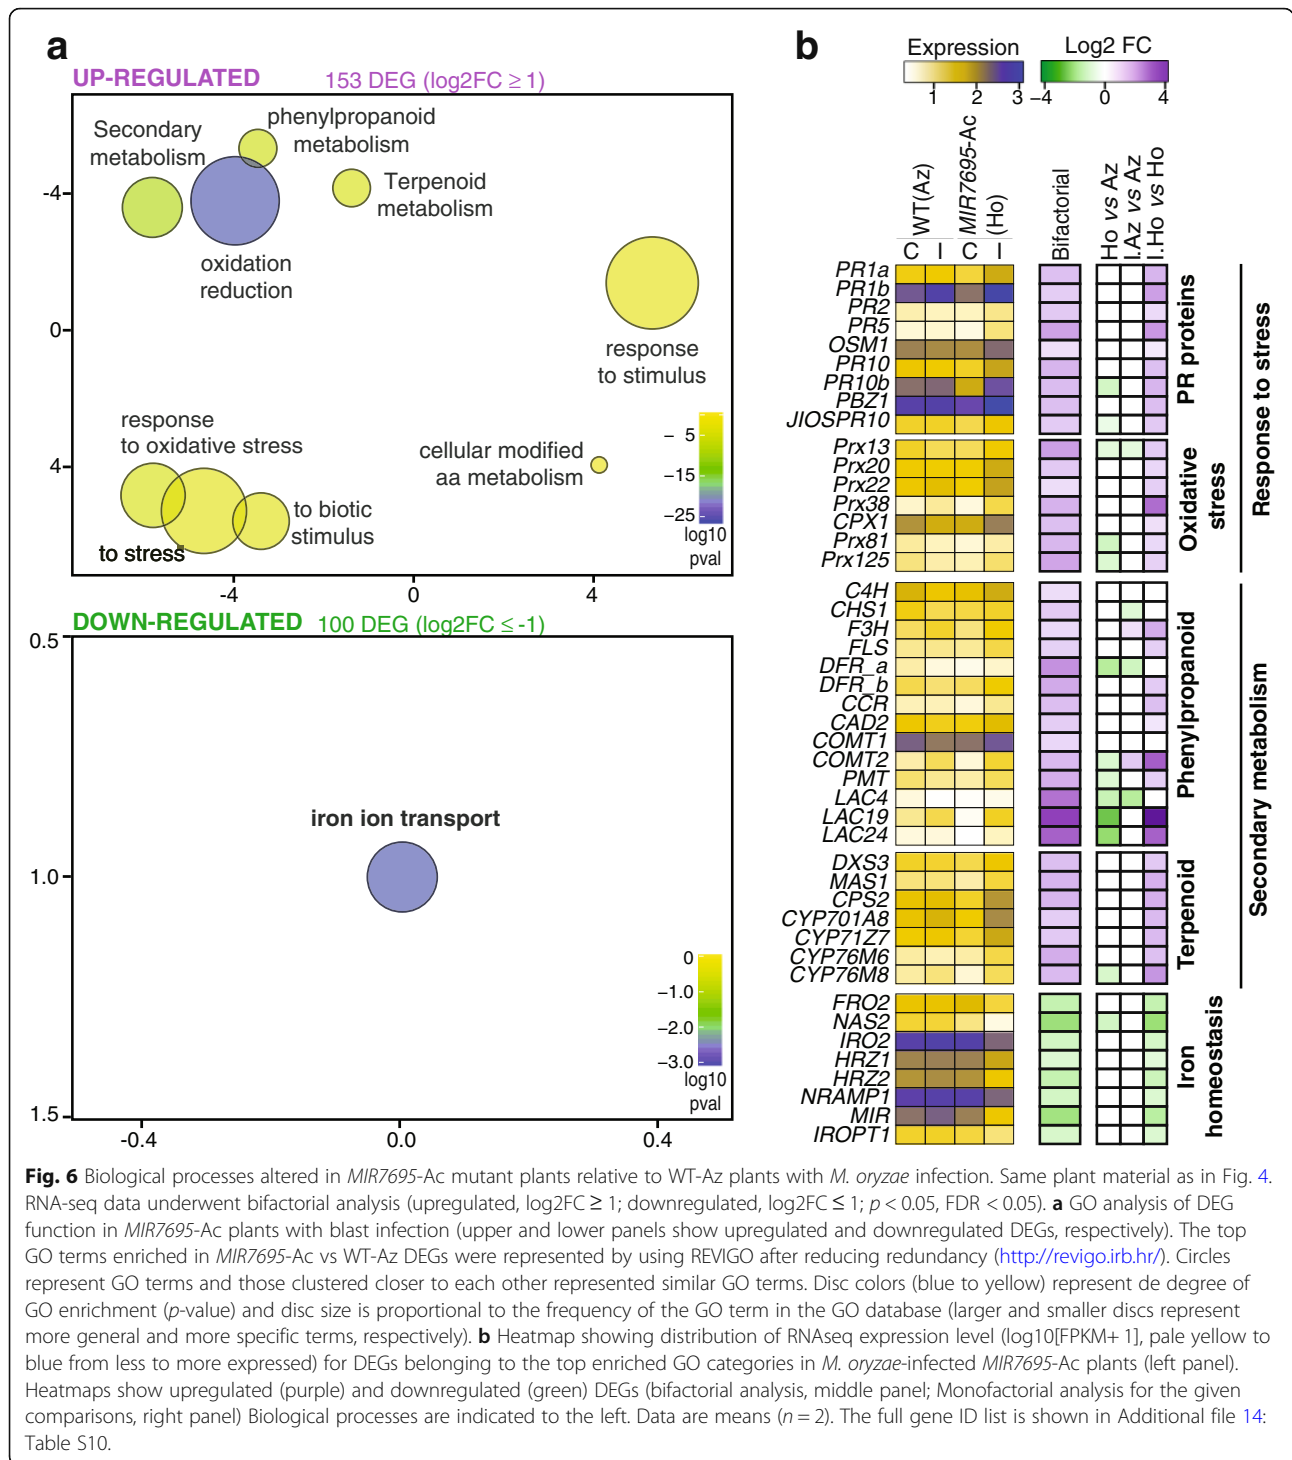 a
UP-REGULATED 153 DEG (log2FC ≥ 1)
Secondary
metabolism
phenylpropanoid
metabolism
Terpenoid
metabolism
oxidation
reduction
response
to stimulus
response
to oxidative stress
to biotic
stimulus
to stress
cellular modified
aa metabolism
-4
0
4
-4
0
4
− 5
−15
−25
log10
pval
DOWN-REGULATED 100 DEG (log2FC ≤ -1)
0.5
1.0
1.5
iron ion transport
-0.4
0.0
0.4
0
−1.0
−2.0
−3.0
log10
pval
b
Expression
1 2 3
Log2 FC
−4 0 4
WT(Az)
MIR7695-Ac
(Ho)
C I C I
Bifactorial
Ho vs Az
I.Az vs Az
I.Ho vs Ho
PR1a
PR1b
PR2
PR5
OSM1
PR10
PR10b
PBZ1
JIOSPR10
PR proteins
Prx13
Prx20
Prx22
Prx38
CPX1
Prx81
Prx125
Oxidative
stress
Response to stress
C4H
CHS1
F3H
FLS
DFR_a
DFR_b
CCR
CAD2
COMT1
COMT2
PMT
LAC4
LAC19
LAC24
Phenylpropanoid
DXS3
MAS1
CPS2
CYP701A8
CYP71Z7
CYP76M6
CYP76M8
Terpenoid
Secondary metabolism
FRO2
NAS2
IRO2
HRZ1
HRZ2
NRAMP1
MIR
IROPT1
Iron
homeostasis
Fig. 6 Biological processes altered in MIR7695-Ac mutant plants relative to WT-Az plants with M. oryzae infection. Same plant material as in Fig. 4.
RNA-seq data underwent bifactorial analysis (upregulated, log2FC ≥ 1; downregulated, log2FC ≤ 1; p < 0.05, FDR < 0.05). a GO analysis of DEG
function in MIR7695-Ac plants with blast infection (upper and lower panels show upregulated and downregulated DEGs, respectively). The top
GO terms enriched in MIR7695-Ac vs WT-Az DEGs were represented by using REVIGO after reducing redundancy (http://revigo.irb.hr/). Circles
represent GO terms and those clustered closer to each other represented similar GO terms. Disc colors (blue to yellow) represent de degree of
GO enrichment (p-value) and disc size is proportional to the frequency of the GO term in the GO database (larger and smaller discs represent
more general and more specific terms, respectively). b Heatmap showing distribution of RNAseq expression level (log10[FPKM+ 1], pale yellow to
blue from less to more expressed) for DEGs belonging to the top enriched GO categories in M. oryzae-infected MIR7695-Ac plants (left panel).
Heatmaps show upregulated (purple) and downregulated (green) DEGs (bifactorial analysis, middle panel; Monofactorial analysis for the given
comparisons, right panel) Biological processes are indicated to the left. Data are means (n = 2). The full gene ID list is shown in Additional file 14:
Table S10.